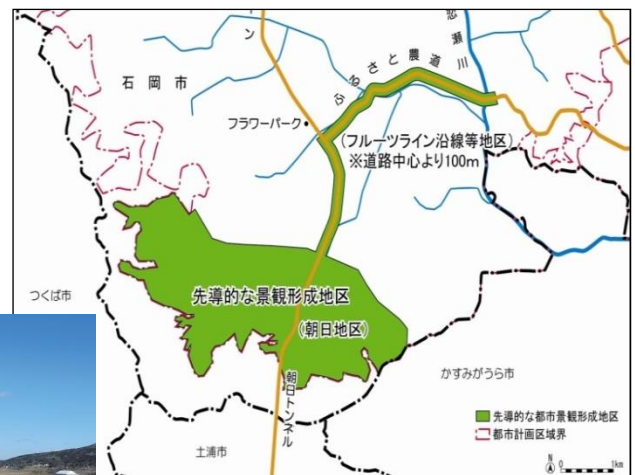 ン
石岡市
ふるさと農道
恋瀬川
フラワーパーク
(フルーツライン沿線等地区)
※道路中心より100m
先導的な景観形成地区
(朝日地区)
つくば市
朝日トンネル
かすみがうら市
土浦市
先導的な都市景観形成地区
都市計画区域界
N
0 1km